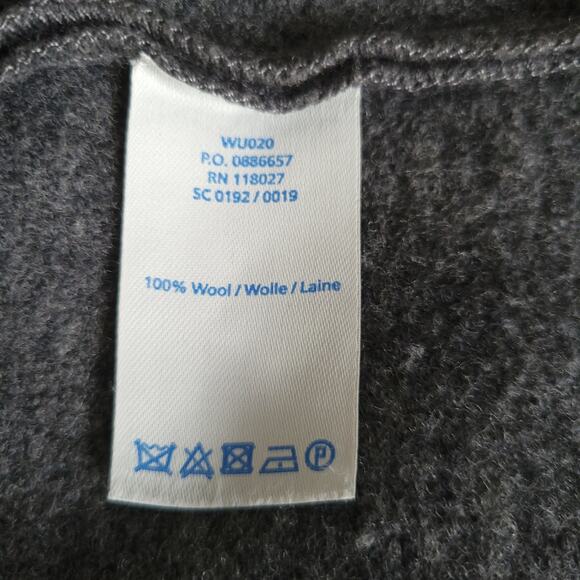 WU020
P.O. 0886657
RN 118027
SC 0192 / 0019
100% Wool / Wolle / Laine
P